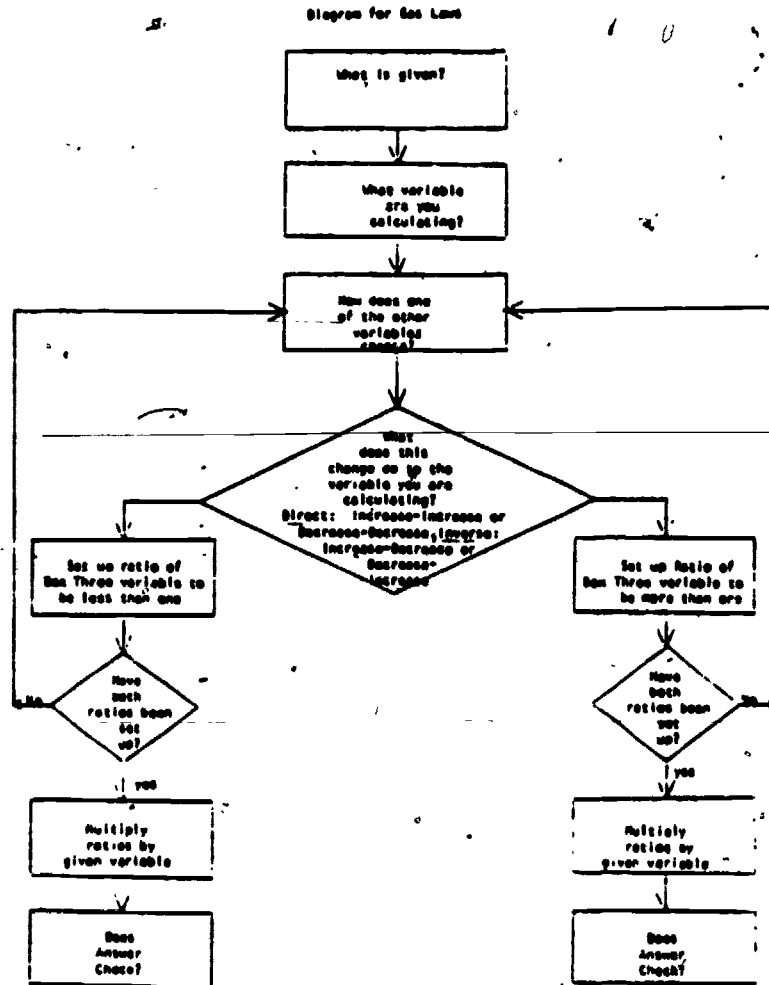 Diagram for Gas Laws
What is given?
What variable
are you
calculating?
How does one
of the other
variables
change?
What
does this
change do to the
variable you are
calculating?
Direct: Increase-Increase or
Decrease-Decrease, Inverse:
Increase-Decrease or
Decrease-
Increase
Set up ratio of
Box Three variable to
be less than one
Set up Ratio of
Box Three variable to
be more than one
Have
both
ratios been
set
up?
No
yes
Have
both
ratios been
set
up?
No
yes
Multiply
ratios by
given variable
Multiply
ratios by
given variable
Does
Answer
Check?
Does
Answer
Check?